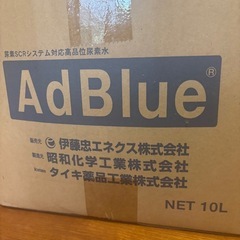 尿素SCRシステム対応高品位尿素水
AdBlue®
販売元 伊藤忠エネクス株式会社
製造元 昭和化学工業株式会社
タイキ薬品工業株式会社
NET 10L